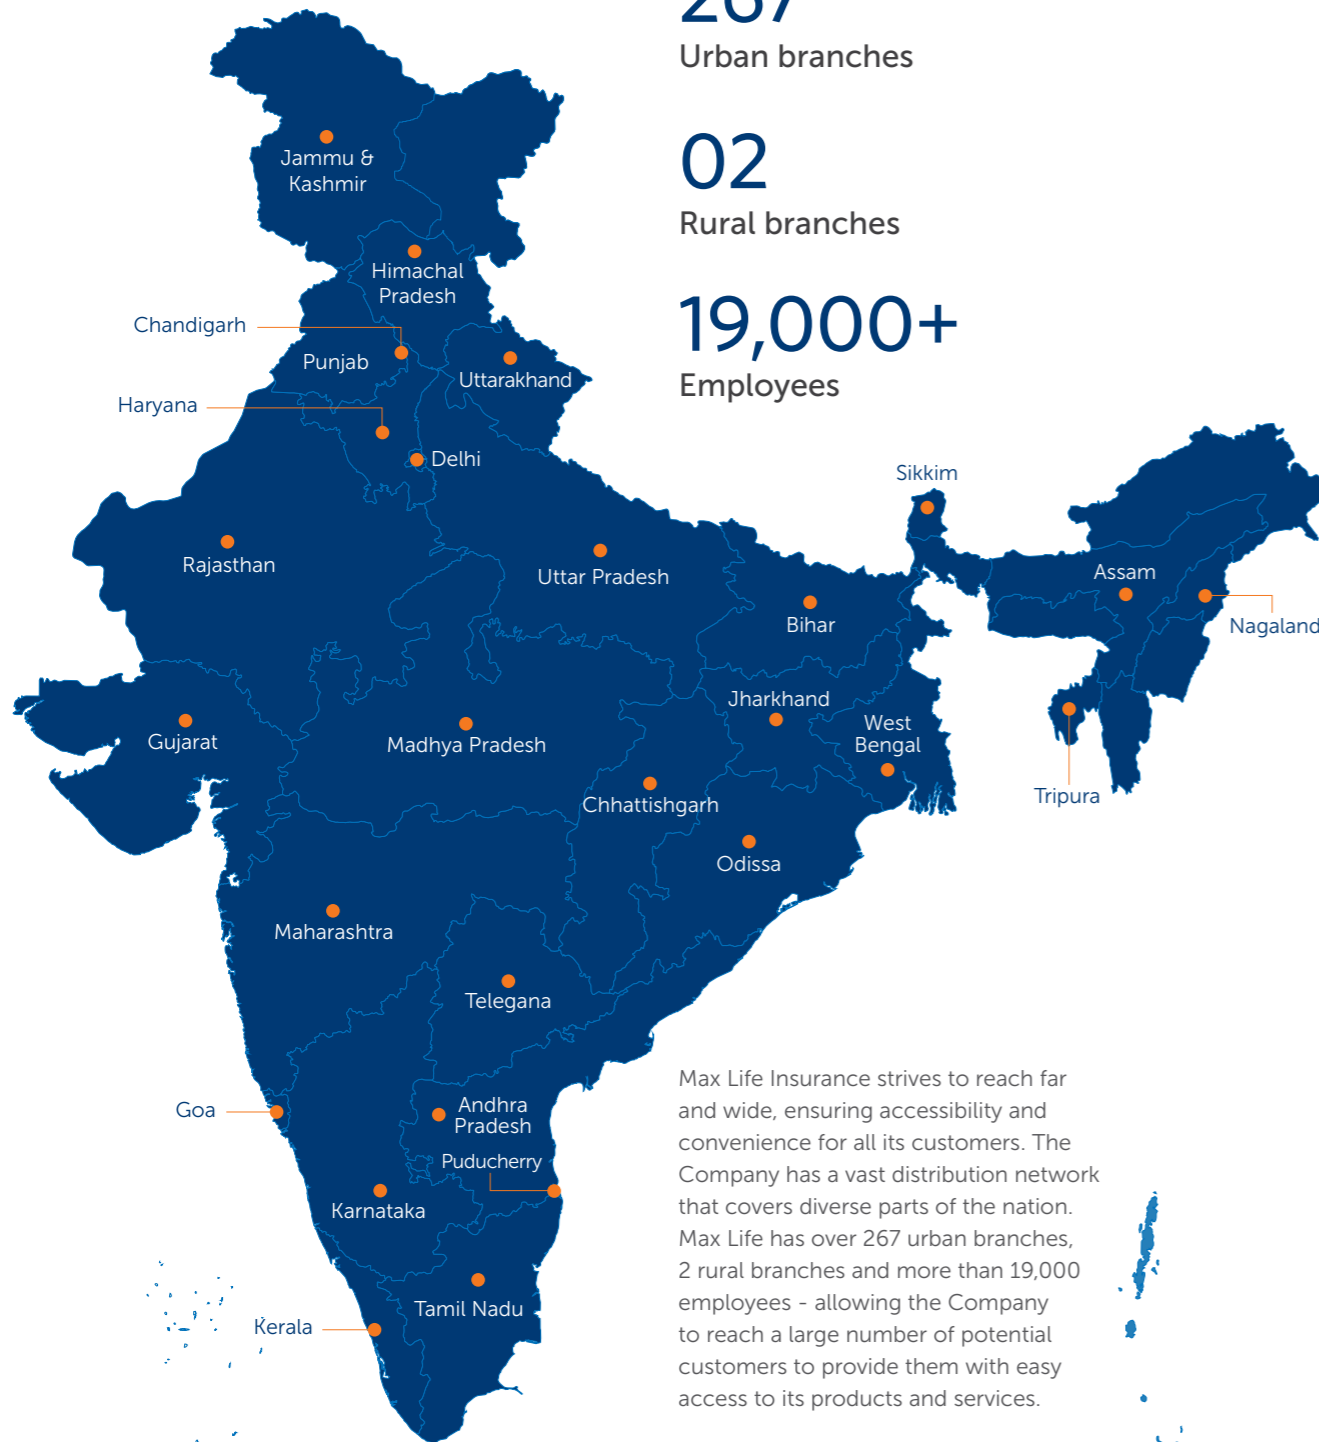 267
Urban branches
02
Rural branches
19,000+
Employees
Jammu &
Kashmir
Himachal
Pradesh
Chandigarh
Punjab
Uttarakhand
Haryana
Delhi
Sikkim
Rajasthan
Uttar Pradesh
Assam
Bihar
Nagaland
Jharkhand
West
Bengal
Gujarat
Madhya Pradesh
Chhattishgarh
Tripura
Odissa
Maharashtra
Telegana
Goa
Andhra
Pradesh
Puducherry
Karnataka
Tamil Nadu
Kerala
Max Life Insurance strives to reach far
and wide, ensuring accessibility and
convenience for all its customers. The
Company has a vast distribution network
that covers diverse parts of the nation.
Max Life has over 267 urban branches,
2 rural branches and more than 19,000
employees - allowing the Company
to reach a large number of potential
customers to provide them with easy
access to its products and services.